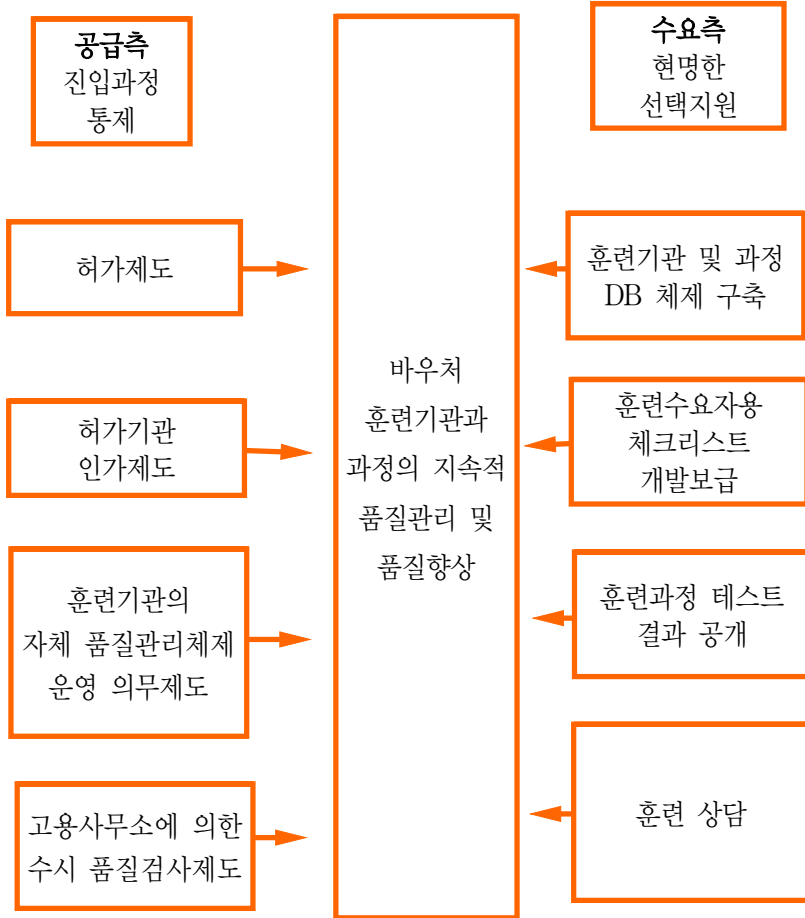 공급측
진입과정
통제
수요측
현명한
선택지원
허가제도
허가기관
인가제도
훈련기관의
자체 품질관리체제
운영 의무제도
고용사무소에 의한
수시 품질검사제도
바우처
훈련기관과
과정의 지속적
품질관리 및
품질향상
훈련기관 및 과정
DB 체제 구축
훈련수요자용
체크리스트
개발보급
훈련과정 테스트
결과 공개
훈련 상담